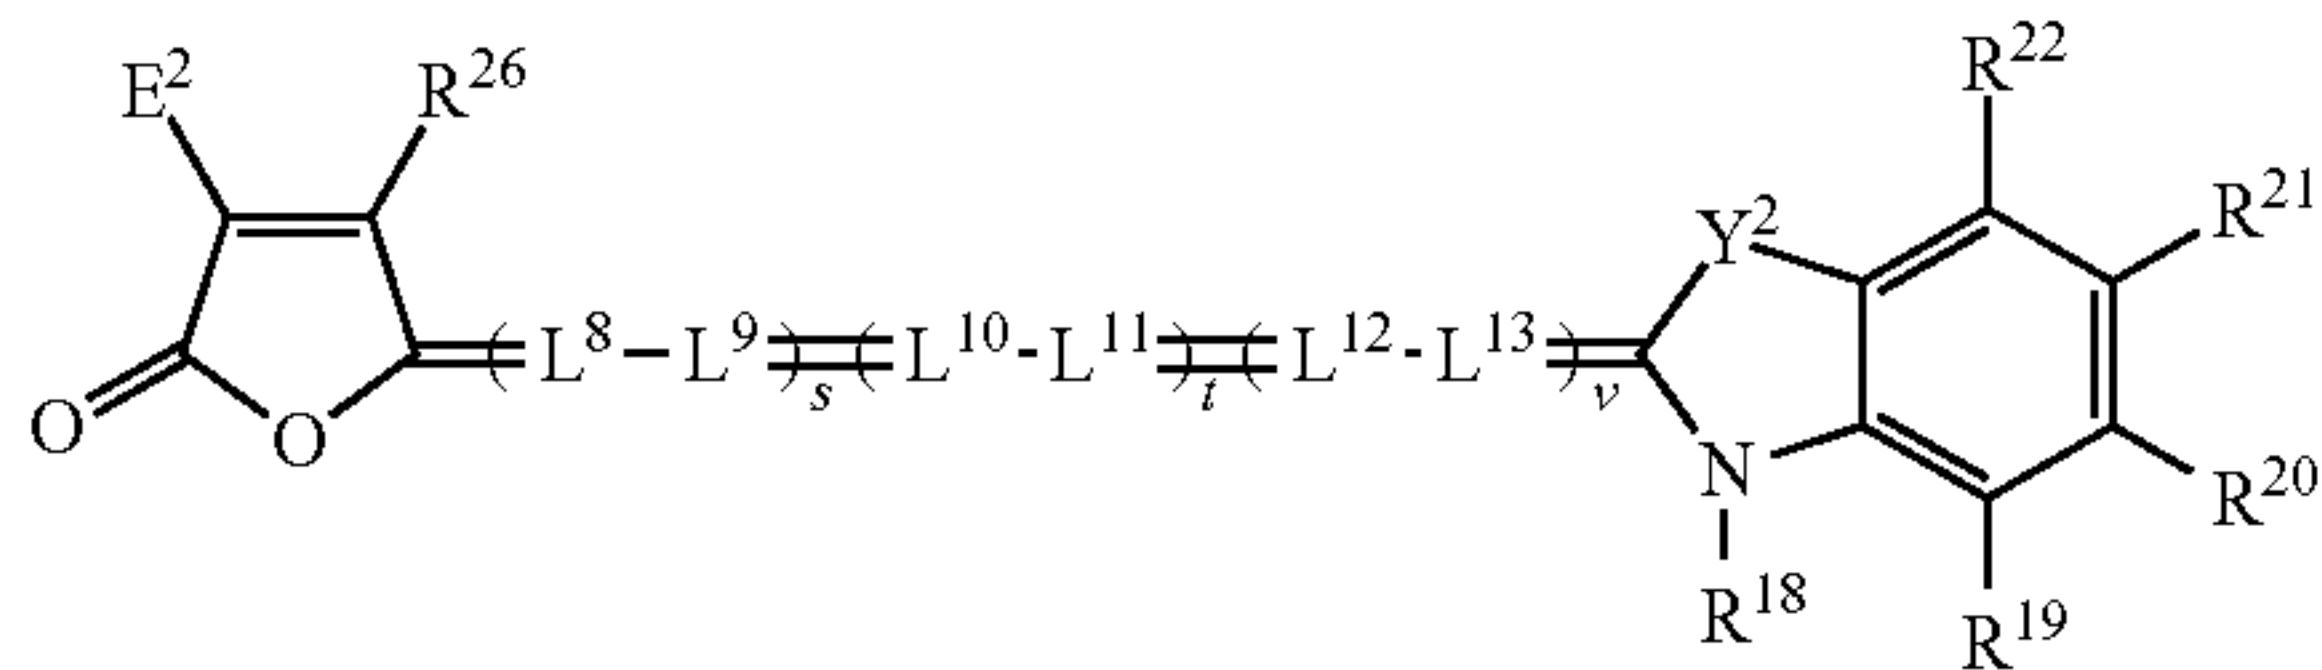 E² R²⁶ R²²
Y² R²¹
(L⁸–L⁹)s (L¹⁰-L¹¹)t (L¹²-L¹³)v
O O N R²⁰
R¹⁸ R¹⁹